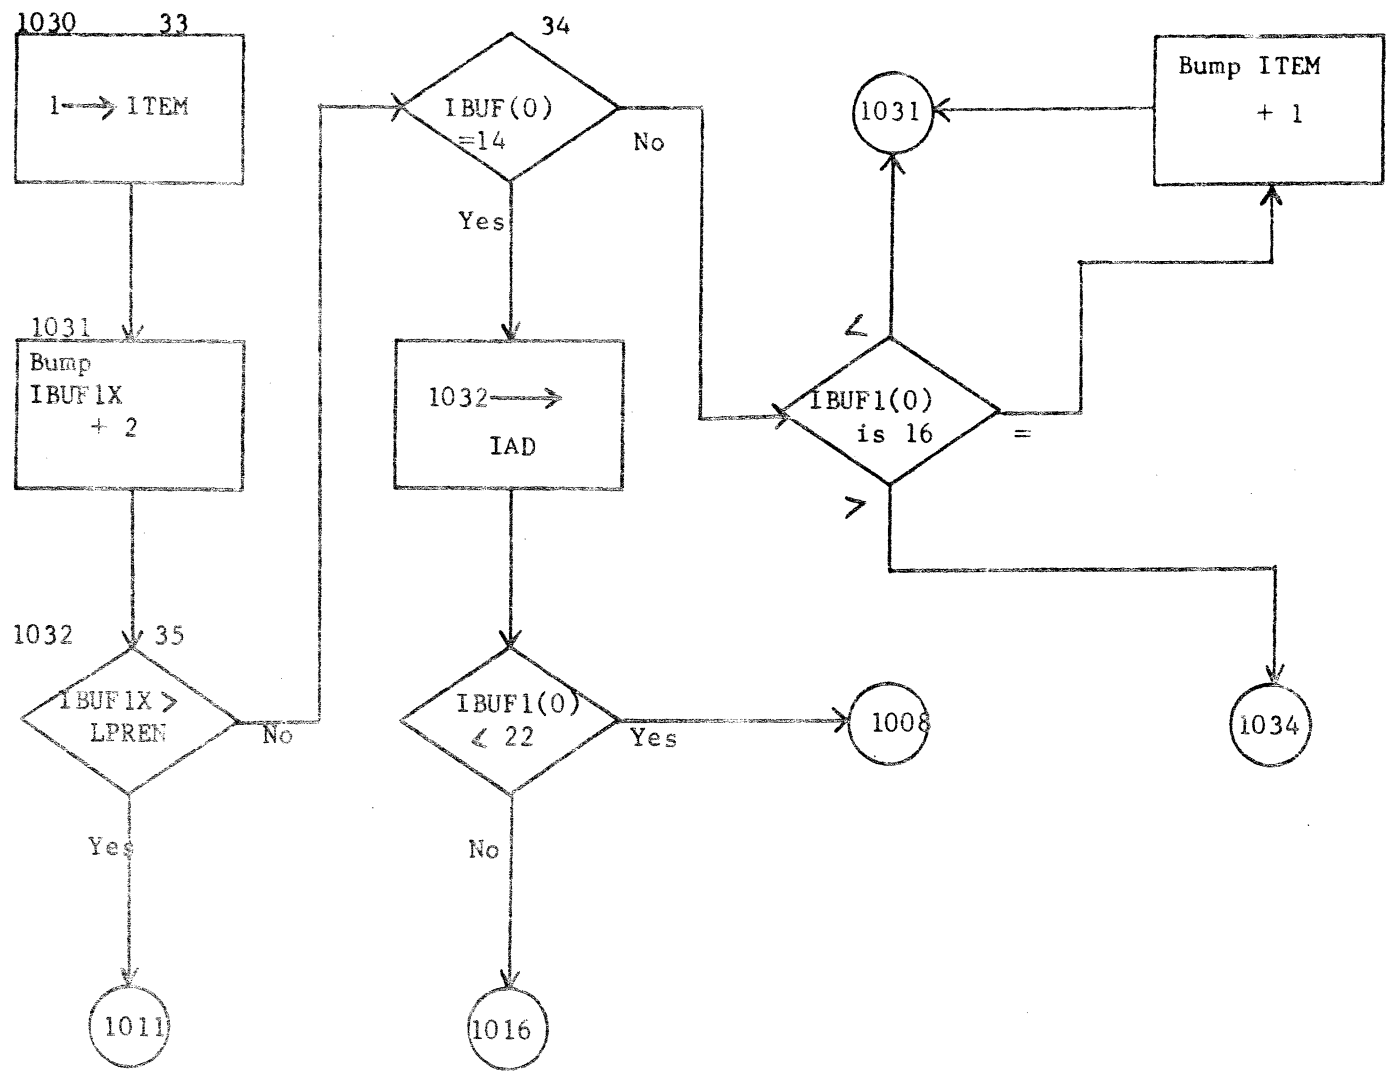 1030 33
1 → ITEM
1031
Bump
IBUF1X
+ 2
1032 35
IBUF1X >
LPREN
No
Yes
1011
34
IBUF(0)
=14
No
Yes
1032 →
IAD
IBUF1(0)
< 22
Yes
No
1016
1008
1031
<
IBUF1(0)
is 16
=
>
Bump ITEM
+ 1
1034